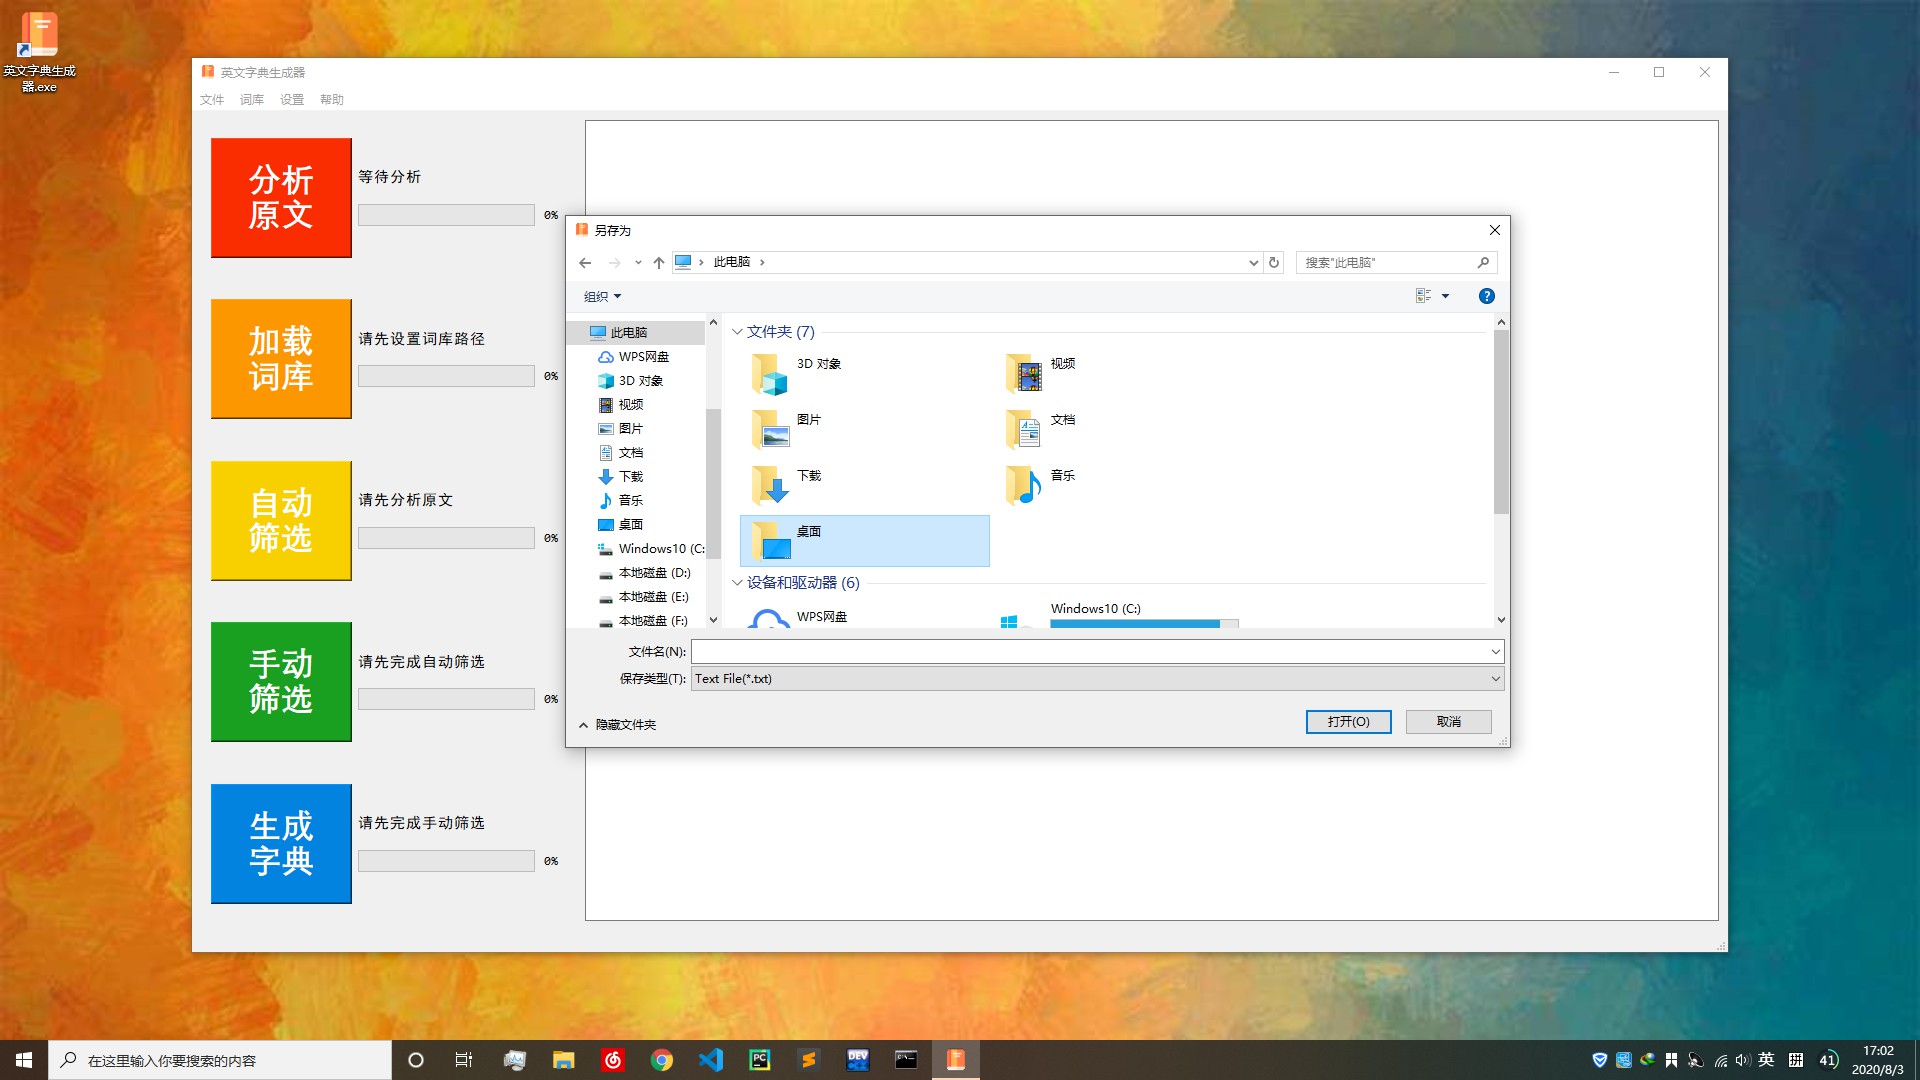 英文字典生成
器.exe
英文字典生成器
文件 词库 设置 帮助
分析
原文
等待分析
0%
加载
词库
请先设置词库路径
0%
自动
筛选
请先分析原文
0%
手动
筛选
请先完成自动筛选
0%
生成
字典
请先完成手动筛选
0%
另存为
此电脑
搜索"此电脑"
组织
此电脑
WPS网盘
3D 对象
视频
图片
文档
下载
音乐
桌面
Windows10 (C:
本地磁盘 (D:)
本地磁盘 (E:)
本地磁盘 (F:)
文件夹 (7)
3D 对象
视频
图片
文档
下载
音乐
桌面
设备和驱动器 (6)
WPS网盘
Windows10 (C:)
文件名(N):
保存类型(T): Text File(*.txt)
隐藏文件夹
打开(O)
取消
在这里输入你要搜索的内容
PC
DEV
英
拼
41
17:02
2020/8/3